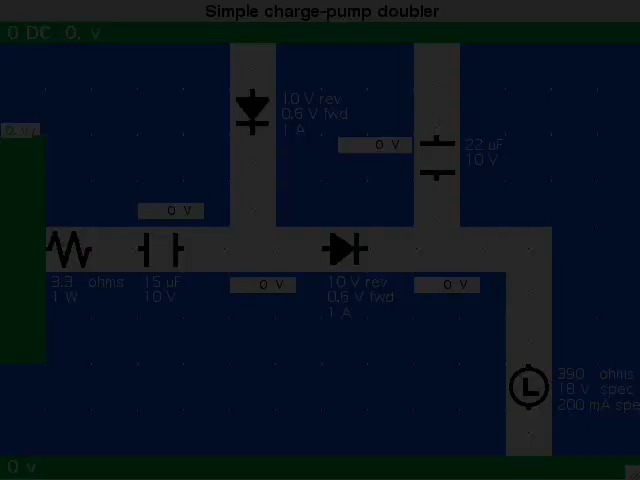 Simple charge-pump doubler
0 DC 0. v
10 V rev
0.6 V fwd
1 A
0 V
22 uF
10 V
0 V
3.3 ohms
1 W
15 uF
10 V
0 V
10 V rev
0.6 V fwd
1 A
0 V
L
390 ohms
18 V spec
200 mA spe
0 v